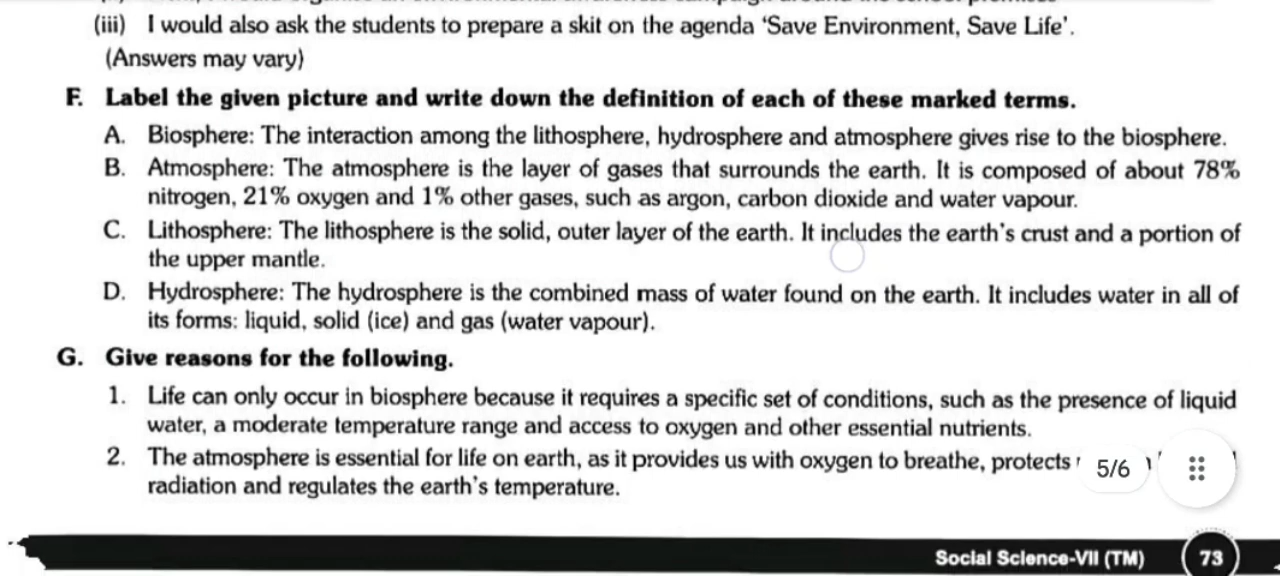 (iii) I would also ask the students to prepare a skit on the agenda ‘Save Environment, Save Life’.
(Answers may vary)
F. Label the given picture and write down the definition of each of these marked terms.
A. Biosphere: The interaction among the lithosphere, hydrosphere and atmosphere gives rise to the biosphere.
B. Atmosphere: The atmosphere is the layer of gases that surrounds the earth. It is composed of about 78%
nitrogen, 21% oxygen and 1% other gases, such as argon, carbon dioxide and water vapour.
C. Lithosphere: The lithosphere is the solid, outer layer of the earth. It includes the earth’s crust and a portion of
the upper mantle.
D. Hydrosphere: The hydrosphere is the combined mass of water found on the earth. It includes water in all of
its forms: liquid, solid (ice) and gas (water vapour).
G. Give reasons for the following.
1. Life can only occur in biosphere because it requires a specific set of conditions, such as the presence of liquid
water, a moderate temperature range and access to oxygen and other essential nutrients.
2. The atmosphere is essential for life on earth, as it provides us with oxygen to breathe, protects
5/6
radiation and regulates the earth’s temperature.
Social Science-VII (TM) 73